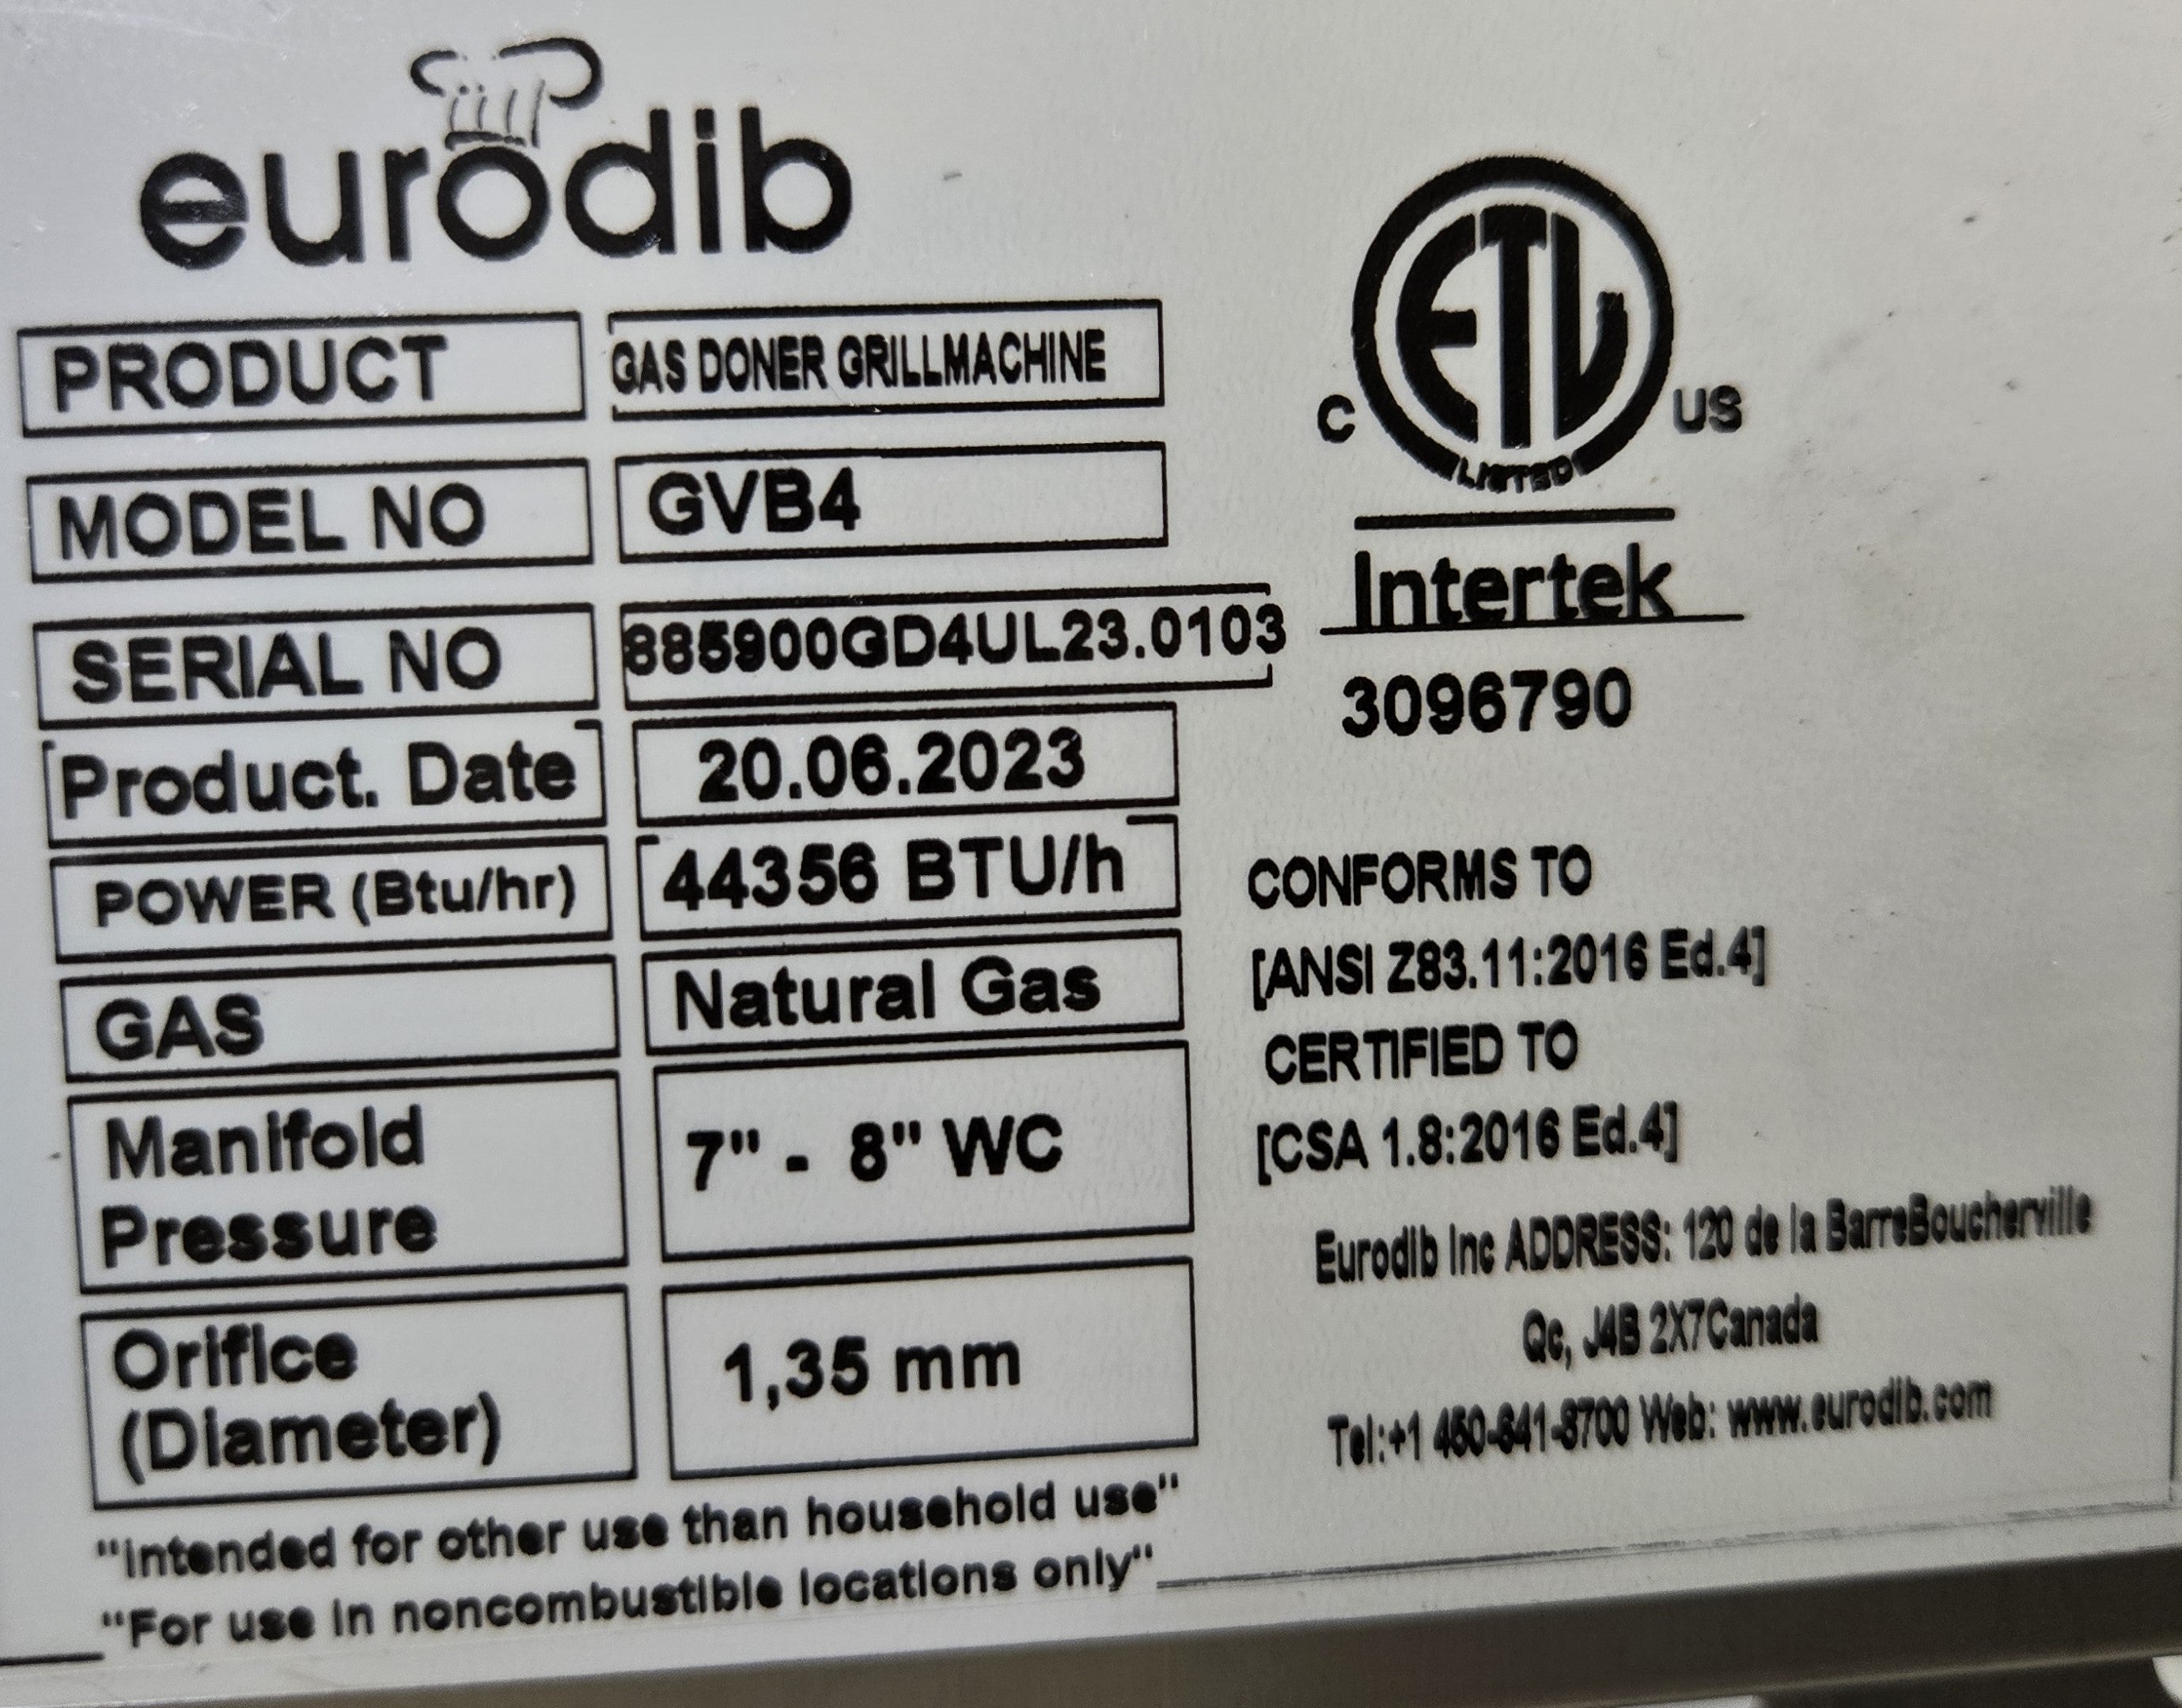 eurodib
PRODUCT GAS DONER GRILLMACHINE
MODEL NO GVB4
SERIAL NO 885900GD4UL23.0103
Product. Date 20.06.2023
POWER (Btu/hr) 44356 BTU/h
GAS Natural Gas
Manifold
Pressure
7" - 8" WC
Orifice
(Diameter)
1,35 mm
"Intended for other use than household use"
"For use in noncombustible locations only"
ETL
C US
LISTED
Intertek
3096790
CONFORMS TO
[ANSI Z83.11:2016 Ed.4]
CERTIFIED TO
[CSA 1.8:2016 Ed.4]
Eurodib Inc ADDRESS: 120 de la BarreBoucherville
Qc, J4B 2X7Canada
Tel:+1 450-641-8700 Web: www.eurodib.com